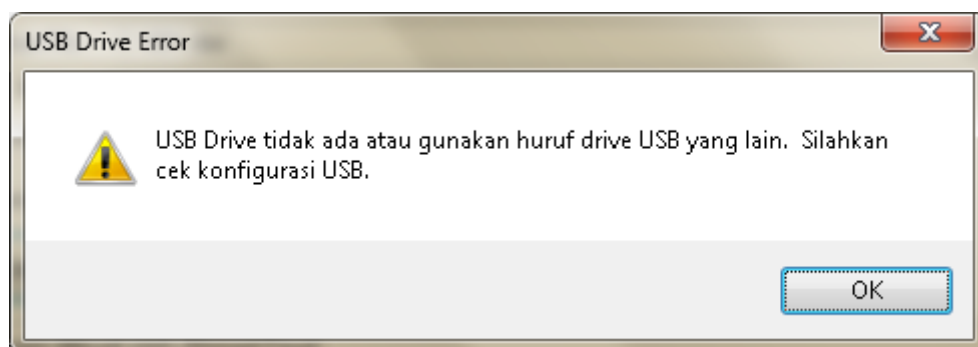 USB Drive Error
USB Drive tidak ada atau gunakan huruf drive USB yang lain.  Silahkan
cek konfigurasi USB.
OK